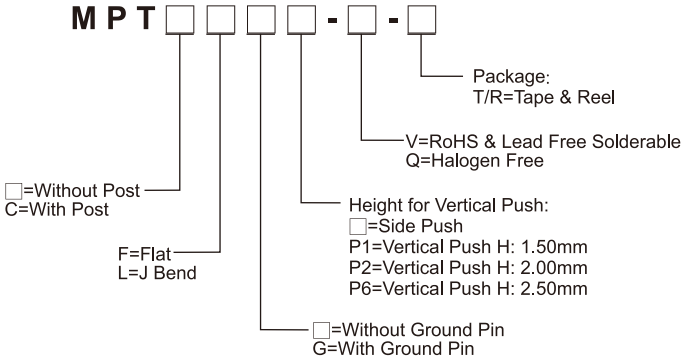 MPT□□□□-□-□
Package:
T/R=Tape & Reel
V=RoHS & Lead Free Solderable
Q=Halogen Free
□=Without Post
C=With Post
Height for Vertical Push:
□=Side Push
P1=Vertical Push H: 1.50mm
P2=Vertical Push H: 2.00mm
P6=Vertical Push H: 2.50mm
F=Flat
L=J Bend
□=Without Ground Pin
G=With Ground Pin